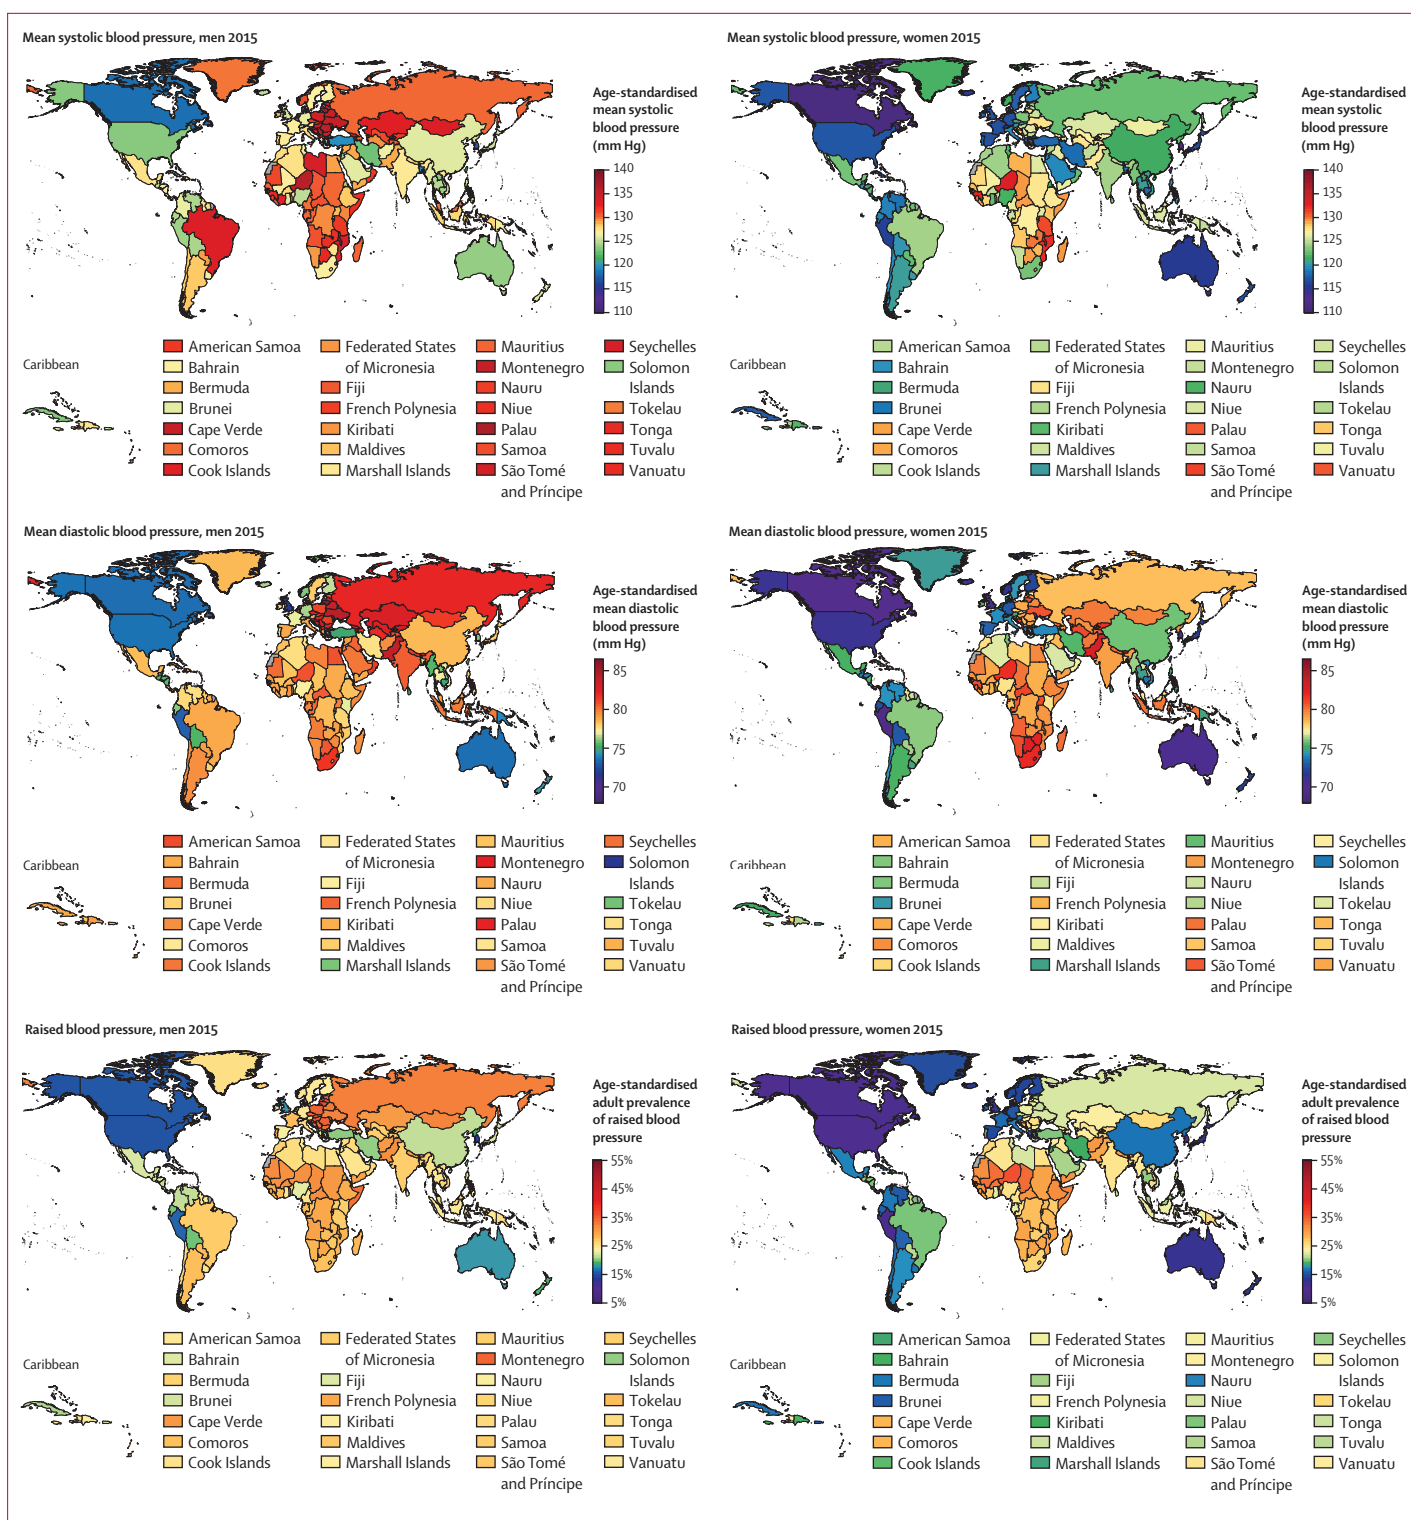 Mean systolic blood pressure, men 2015
Age-standardised
mean systolic
blood pressure
(mm Hg)
140
135
130
125
120
115
110
Caribbean
American Samoa
Bahrain
Bermuda
Brunei
Cape Verde
Comoros
Cook Islands
Federated States
of Micronesia
Fiji
French Polynesia
Kiribati
Maldives
Marshall Islands
Mauritius
Montenegro
Nauru
Niue
Palau
Samoa
São Tomé
and Príncipe
Seychelles
Solomon
Islands
Tokelau
Tonga
Tuvalu
Vanuatu
Mean systolic blood pressure, women 2015
Age-standardised
mean systolic
blood pressure
(mm Hg)
140
135
130
125
120
115
110
Caribbean
American Samoa
Bahrain
Bermuda
Brunei
Cape Verde
Comoros
Cook Islands
Federated States
of Micronesia
Fiji
French Polynesia
Kiribati
Maldives
Marshall Islands
Mauritius
Montenegro
Nauru
Niue
Palau
Samoa
São Tomé
and Príncipe
Seychelles
Solomon
Islands
Tokelau
Tonga
Tuvalu
Vanuatu
Mean diastolic blood pressure, men 2015
Age-standardised
mean diastolic
blood pressure
(mm Hg)
85
80
75
70
Caribbean
American Samoa
Bahrain
Bermuda
Brunei
Cape Verde
Comoros
Cook Islands
Federated States
of Micronesia
Fiji
French Polynesia
Kiribati
Maldives
Marshall Islands
Mauritius
Montenegro
Nauru
Niue
Palau
Samoa
São Tomé
and Príncipe
Seychelles
Solomon
Islands
Tokelau
Tonga
Tuvalu
Vanuatu
Mean diastolic blood pressure, women 2015
Age-standardised
mean diastolic
blood pressure
(mm Hg)
85
80
75
70
Caribbean
American Samoa
Bahrain
Bermuda
Brunei
Cape Verde
Comoros
Cook Islands
Federated States
of Micronesia
Fiji
French Polynesia
Kiribati
Maldives
Marshall Islands
Mauritius
Montenegro
Nauru
Niue
Palau
Samoa
São Tomé
and Príncipe
Seychelles
Solomon
Islands
Tokelau
Tonga
Tuvalu
Vanuatu
Raised blood pressure, men 2015
Age-standardised
adult prevalence
of raised blood
pressure
55%
45%
35%
25%
15%
5%
Caribbean
American Samoa
Bahrain
Bermuda
Brunei
Cape Verde
Comoros
Cook Islands
Federated States
of Micronesia
Fiji
French Polynesia
Kiribati
Maldives
Marshall Islands
Mauritius
Montenegro
Nauru
Niue
Palau
Samoa
São Tomé
and Príncipe
Seychelles
Solomon
Islands
Tokelau
Tonga
Tuvalu
Vanuatu
Raised blood pressure, women 2015
Age-standardised
adult prevalence
of raised blood
pressure
55%
45%
35%
25%
15%
5%
Caribbean
American Samoa
Bahrain
Bermuda
Brunei
Cape Verde
Comoros
Cook Islands
Federated States
of Micronesia
Fiji
French Polynesia
Kiribati
Maldives
Marshall Islands
Mauritius
Montenegro
Nauru
Niue
Palau
Samoa
São Tomé
and Príncipe
Seychelles
Solomon
Islands
Tokelau
Tonga
Tuvalu
Vanuatu